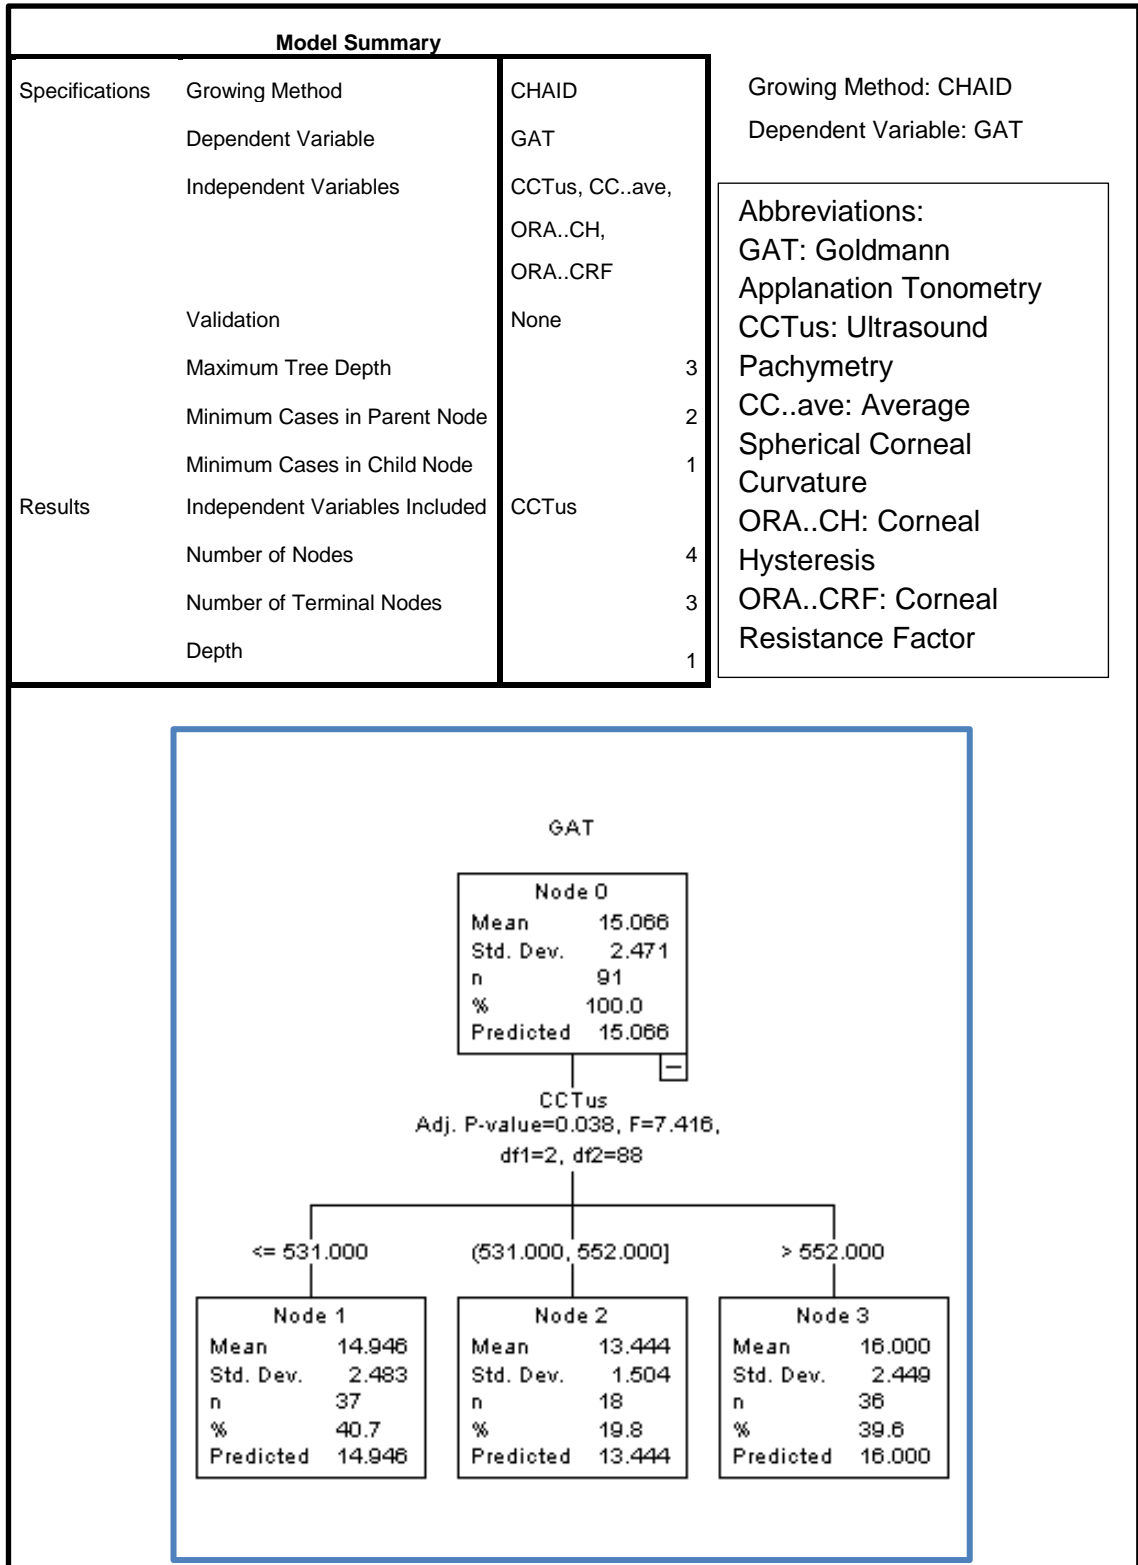 Model Summary
Specifications Growing Method CHAID
Dependent Variable GAT
Independent Variables CCTus, CC..ave,
ORA..CH,
ORA..CRF
Validation None
Maximum Tree Depth 3
Minimum Cases in Parent Node 2
Minimum Cases in Child Node 1
Results Independent Variables Included CCTus
Number of Nodes 4
Number of Terminal Nodes 3
Depth 1
Growing Method: CHAID
Dependent Variable: GAT
Abbreviations:
GAT: Goldmann
Applanation Tonometry
CCTus: Ultrasound
Pachymetry
CC..ave: Average
Spherical Corneal
Curvature
ORA..CH: Corneal
Hysteresis
ORA..CRF: Corneal
Resistance Factor
GAT
Node 0
Mean 15.066
Std. Dev. 2.471
n 91
% 100.0
Predicted 15.066
CCTus
Adj. P-value=0.038, F=7.416,
df1=2, df2=88
<= 531.000 (531.000, 552.000] > 552.000
Node 1
Mean 14.946
Std. Dev. 2.483
n 37
% 40.7
Predicted 14.946
Node 2
Mean 13.444
Std. Dev. 1.504
n 18
% 19.8
Predicted 13.444
Node 3
Mean 16.000
Std. Dev. 2.449
n 36
% 39.6
Predicted 16.000